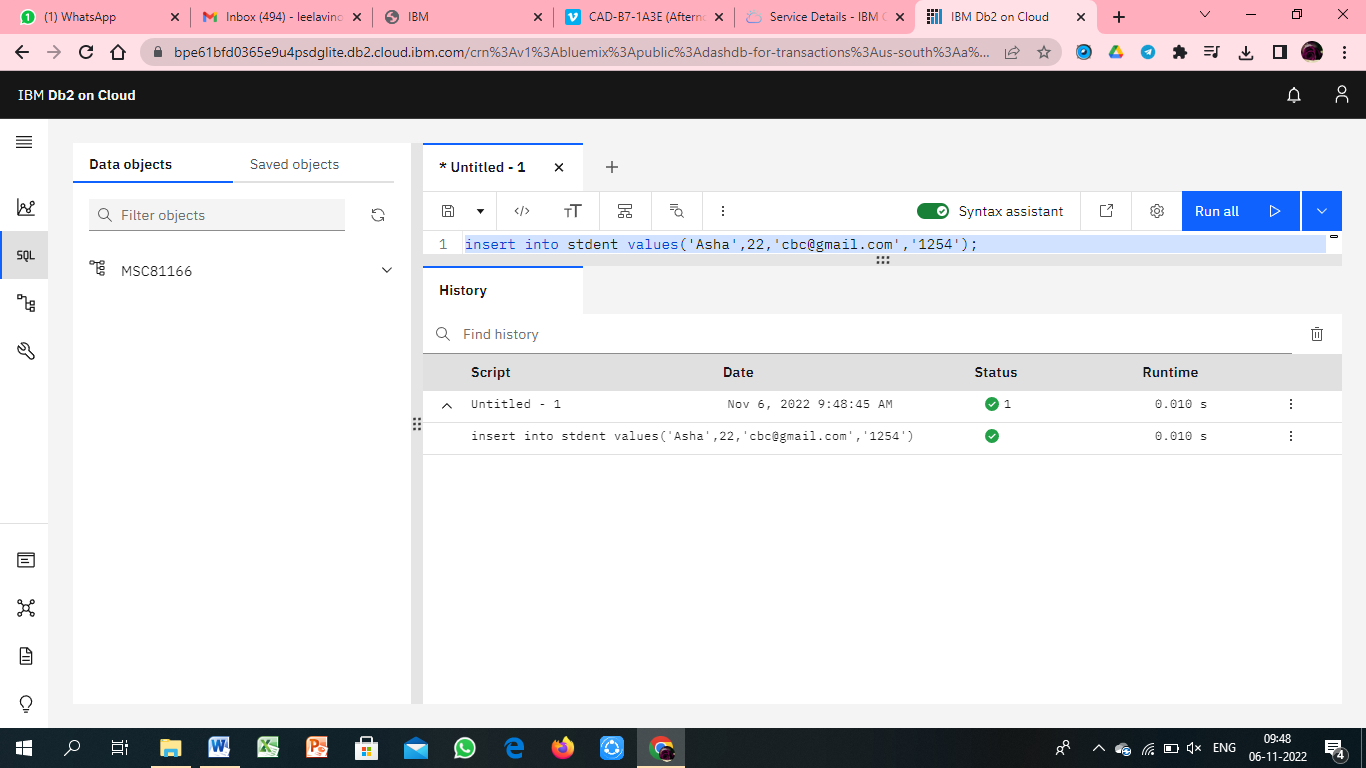 (1) WhatsApp
Inbox (494) - leelavino
IBM
CAD-B7-1A3E (Aftern
Service Details - IBM C
IBM Db2 on Cloud
bpe61bfd0365e9u4psdglite.db2.cloud.ibm.com/crn%3Av1%3Abluemix%3Apublic%3Adashdb-for-transactions%3Aus-south%3Aa%...
IBM Db2 on Cloud
Data objects
Saved objects
* Untitled - 1
Filter objects
Syntax assistant
Run all
SQL
MSC81166
1 insert into stdent values('Asha',22,'cbc@gmail.com','1254');
History
Find history
Script Date Status Runtime
Untitled - 1 Nov 6, 2022 9:48:45 AM 1 0.010 s
insert into stdent values('Asha',22,'cbc@gmail.com','1254') 0.010 s
ENG
09:48
06-11-2022
4